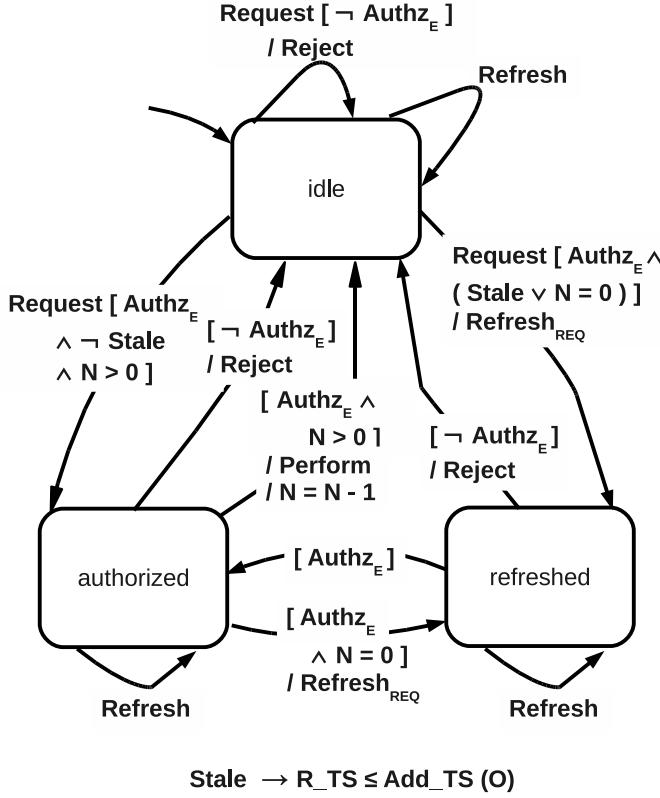 Request [ ¬ Authz_E ]
/ Reject
Refresh
idle
Request [ Authz_E ∧
( Stale ∨ N = 0 ) ]
/ Refresh_REQ
Request [ Authz_E
∧ ¬ Stale
∧ N > 0 ]
[ ¬ Authz_E ]
/ Reject
[ Authz_E ∧
N > 0 ]
/ Perform
/ N = N - 1
[ ¬ Authz_E ]
/ Reject
authorized
refreshed
[ Authz_E ]
[ Authz_E
∧ N = 0 ]
/ Refresh_REQ
Refresh
Refresh
Stale → R_TS ≤ Add_TS (O)